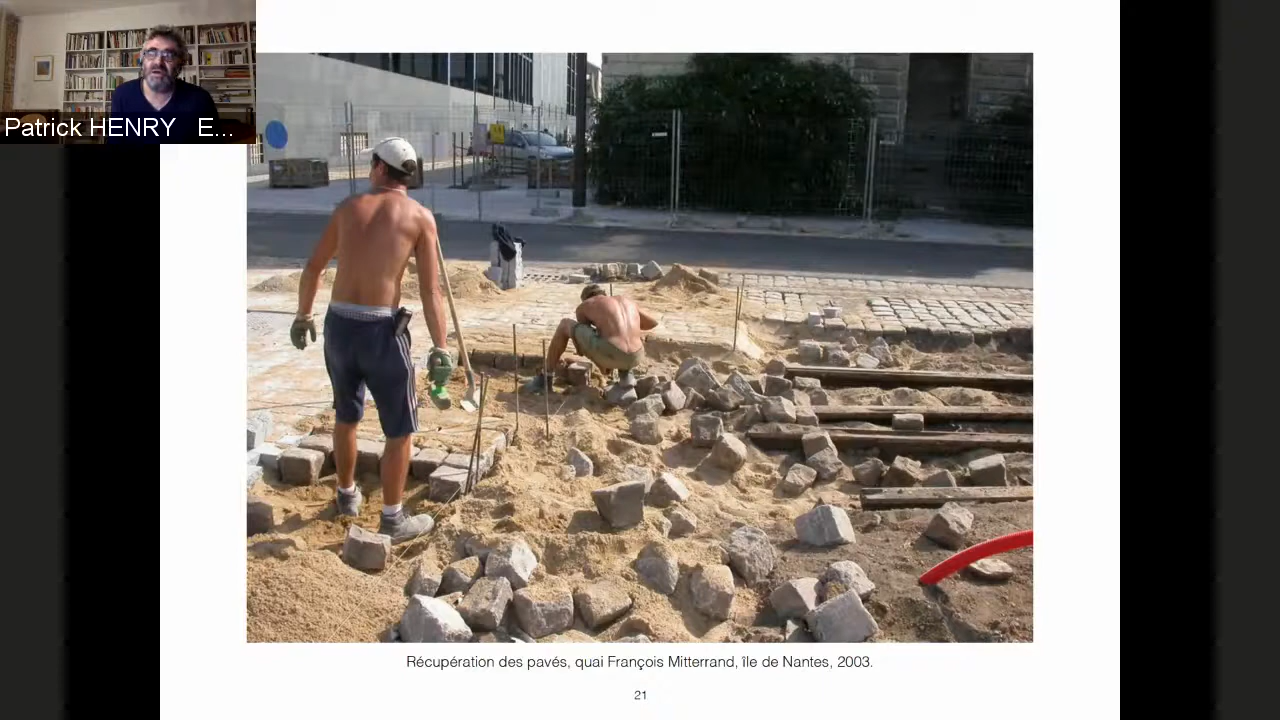 Patrick HENRY E...
Récupération des pavés, quai François Mitterrand, île de Nantes, 2003.
21